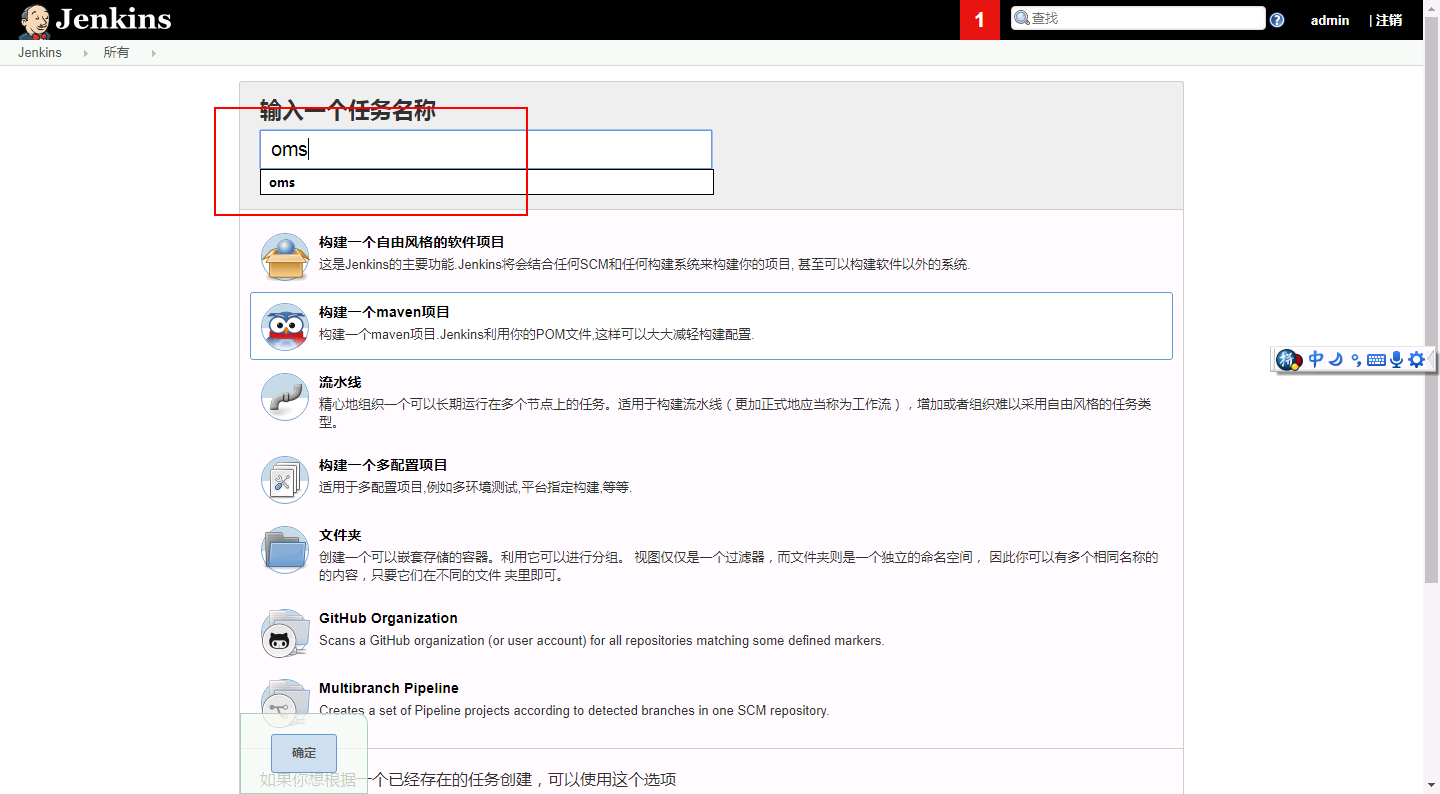 Jenkins
1
查找
admin
| 注销
Jenkins
所有
输入一个任务名称
oms
oms
构建一个自由风格的软件项目
这是Jenkins的主要功能.Jenkins将会结合任何SCM和任何构建系统来构建你的项目, 甚至可以构建软件以外的系统.
构建一个maven项目
构建一个maven项目.Jenkins利用你的POM文件,这样可以大大减轻构建配置.
中
流水线
精心地组织一个可以长期运行在多个节点上的任务。适用于构建流水线（更加正式地应当称为工作流），增加或者组织难以采用自由风格的任务类
型。
构建一个多配置项目
适用于多配置项目,例如多环境测试,平台指定构建,等等.
文件夹
创建一个可以嵌套存储的容器。利用它可以进行分组。 视图仅仅是一个过滤器，而文件夹则是一个独立的命名空间， 因此你可以有多个相同名称的
的内容，只要它们在不同的文件 夹里即可。
GitHub Organization
Scans a GitHub organization (or user account) for all repositories matching some defined markers.
Multibranch Pipeline
Creates a set of Pipeline projects according to detected branches in one SCM repository.
确定
如果你想根据一个已经存在的任务创建，可以使用这个选项